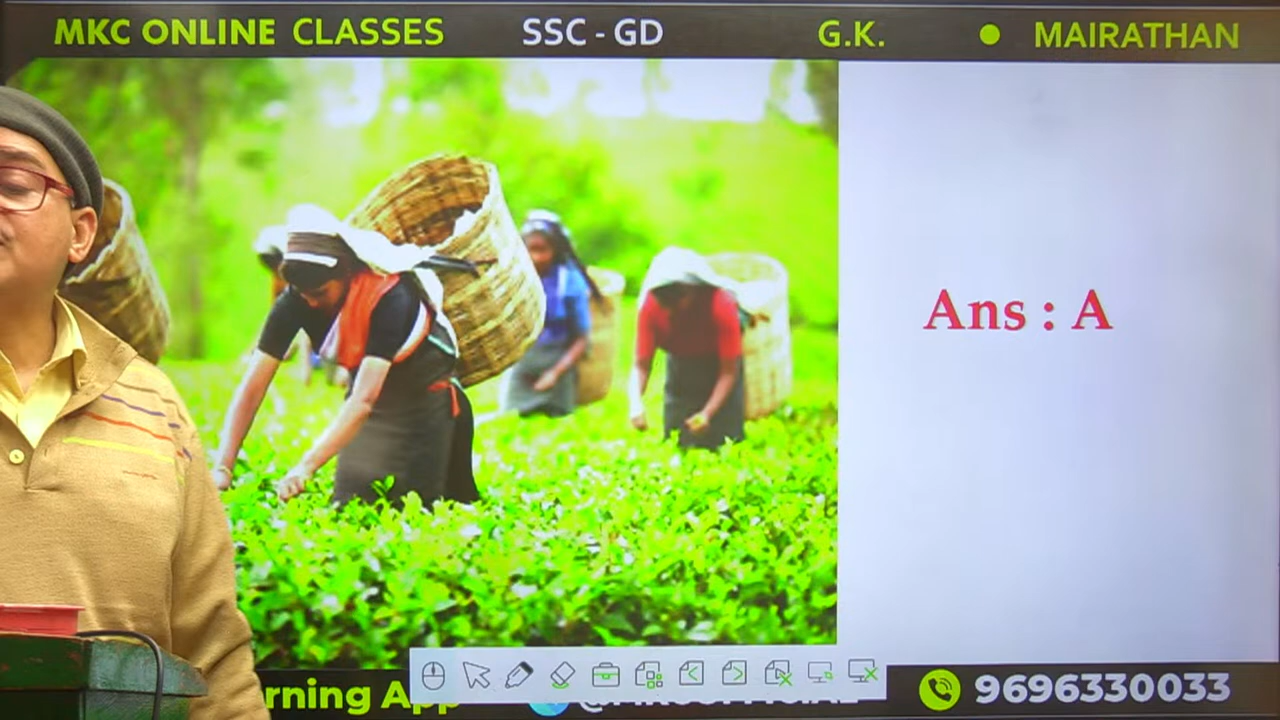 MKC ONLINE CLASSES SSC - GD G.K. MAIRATHAN
Ans : A
9696330033